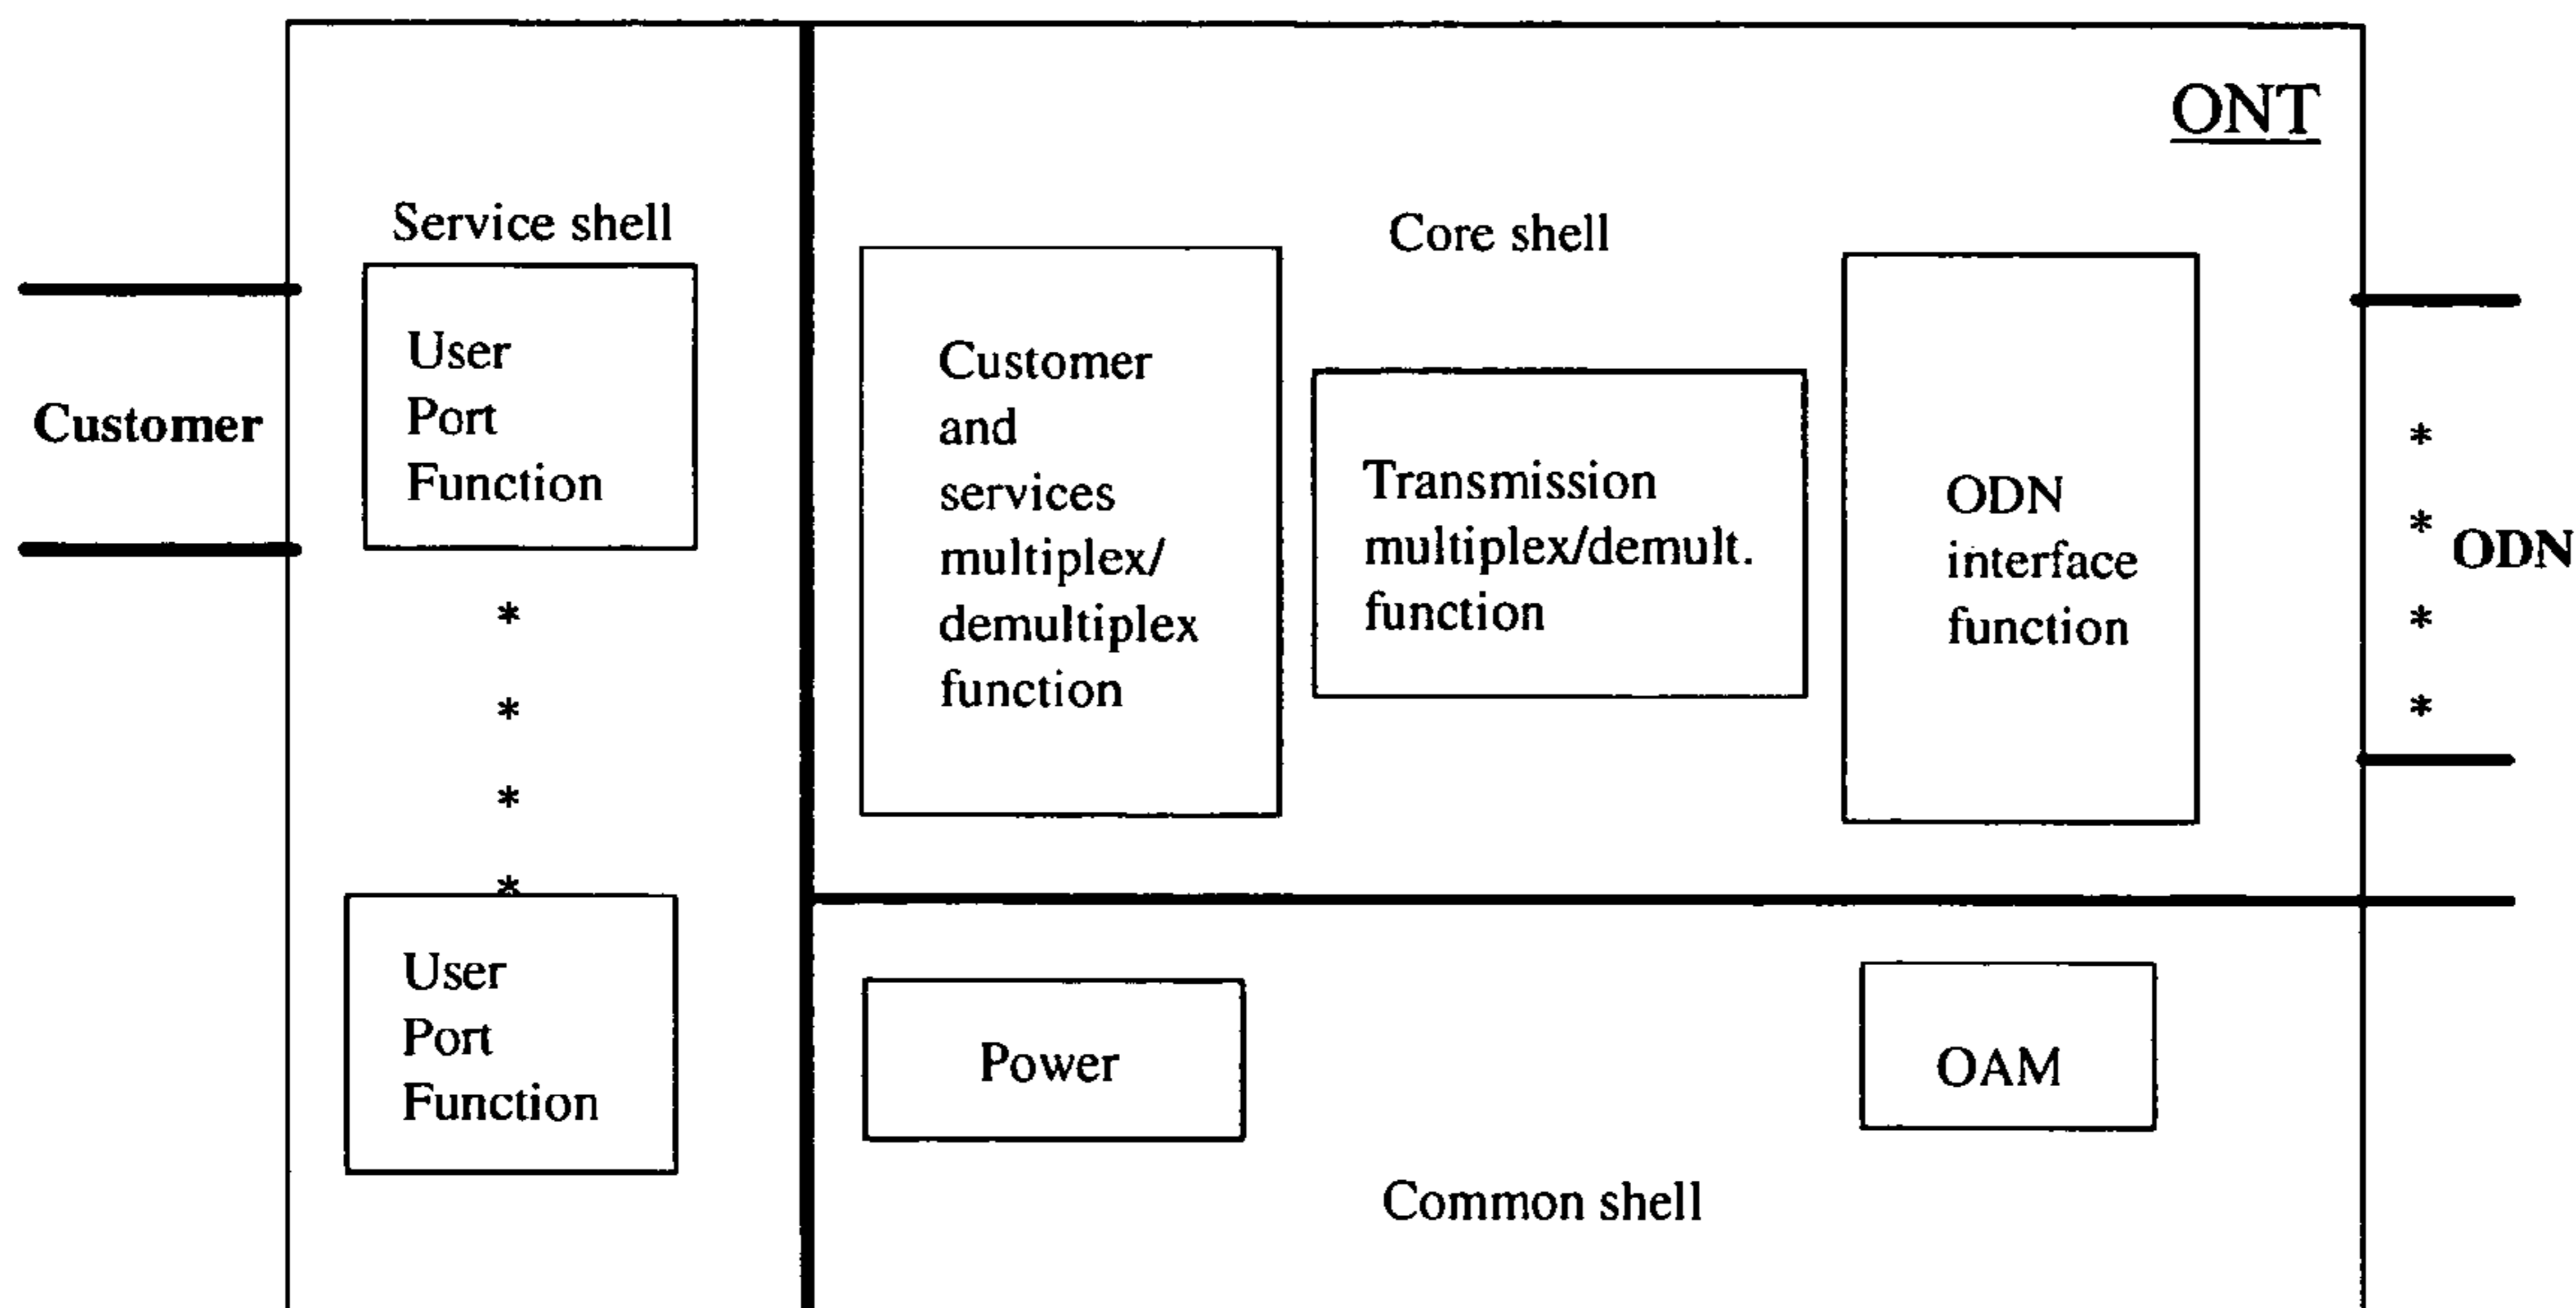 ONT
Service shell
Core shell
Customer
User
Port
Function
*
*
*
*
User
Port
Function
Customer
and
services
multiplex/
demultiplex
function
Transmission
multiplex/demult.
function
ODN
interface
function
*
*
*
*
ODN
Power
OAM
Common shell